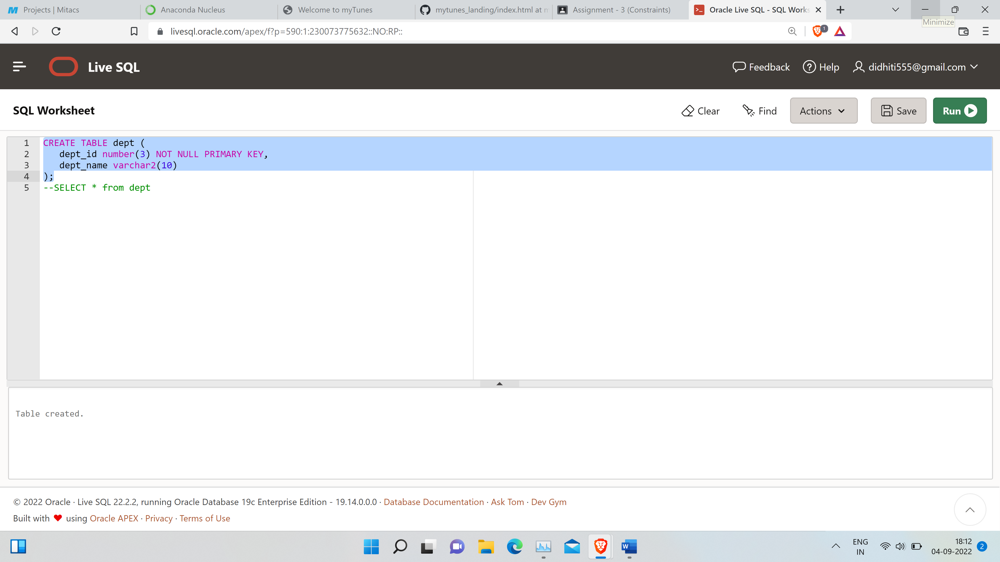 Projects | Mitacs
Anaconda Nucleus
Welcome to myTunes
mytunes_landing/index.html at m
Assignment - 3 (Constraints)
Oracle Live SQL - SQL Works
Minimize
livesql.oracle.com/apex/f?p=590:1:230073775632::NO:RP::
1
Live SQL
Feedback
Help
didhiti555@gmail.com
SQL Worksheet
Clear
Find
Actions
Save
Run
1 CREATE TABLE dept (
2 dept_id number(3) NOT NULL PRIMARY KEY,
3 dept_name varchar2(10)
4 );
5 --SELECT * from dept
Table created.
© 2022 Oracle · Live SQL 22.2.2, running Oracle Database 19c Enterprise Edition - 19.14.0.0.0 · Database Documentation · Ask Tom · Dev Gym
Built with ❤ using Oracle APEX · Privacy · Terms of Use
W
ENG
IN
18:12
04-09-2022
2